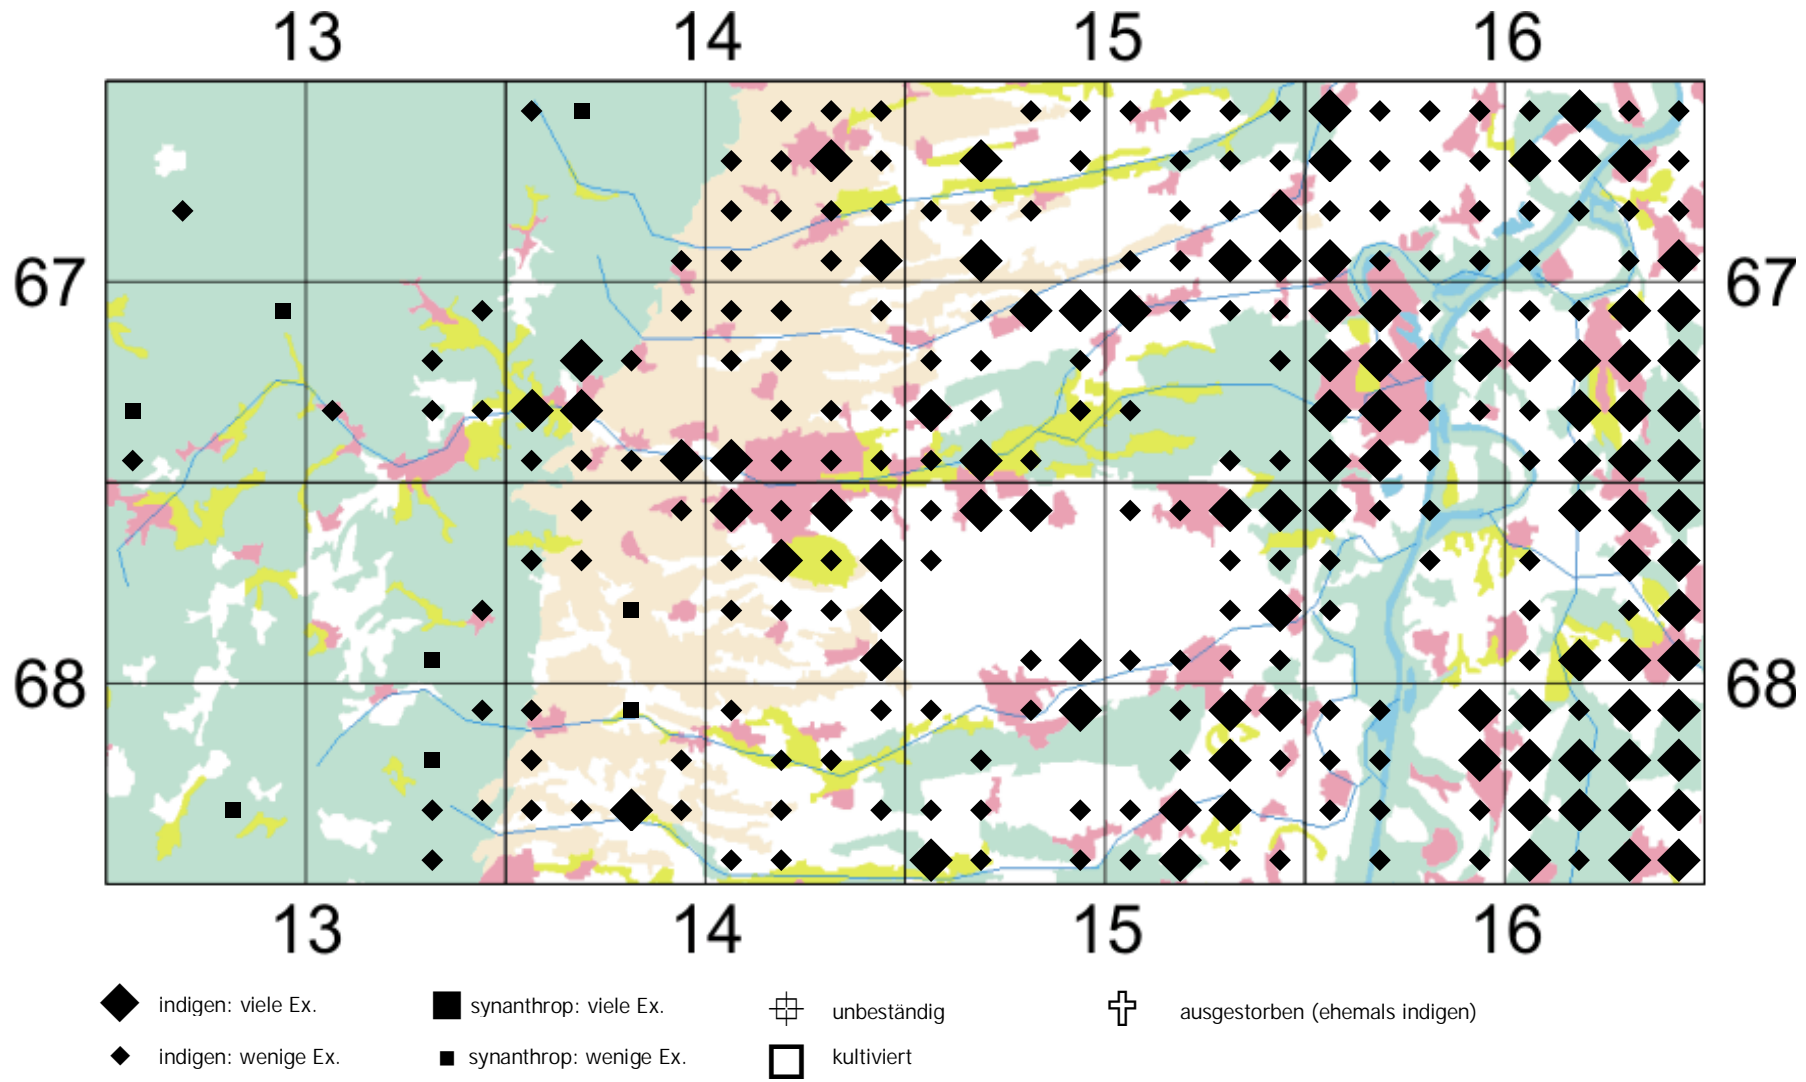 13 14 15 16
67 67
68 68
13 14 15 16
indigen: viele Ex. synanthrop: viele Ex. unbeständig ausgestorben (ehemals indigen)
indigen: wenige Ex. synanthrop: wenige Ex. kultiviert